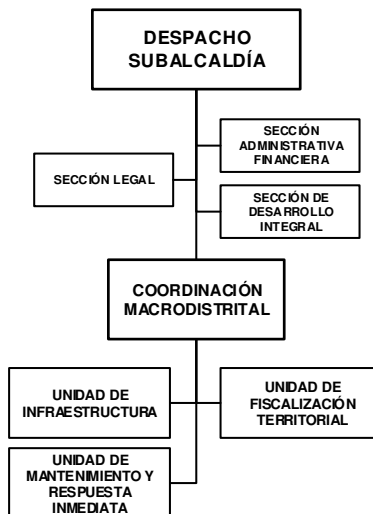 DESPACHO
SUBALCALDÍA
SECCIÓN
ADMINISTRATIVA
FINANCIERA
SECCIÓN LEGAL
SECCIÓN DE
DESARROLLO
INTEGRAL
COORDINACIÓN
MACRODISTRITAL
UNIDAD DE
INFRAESTRUCTURA
UNIDAD DE
FISCALIZACIÓN
TERRITORIAL
UNIDAD DE
MANTENIMIENTO Y
RESPUESTA
INMEDIATA